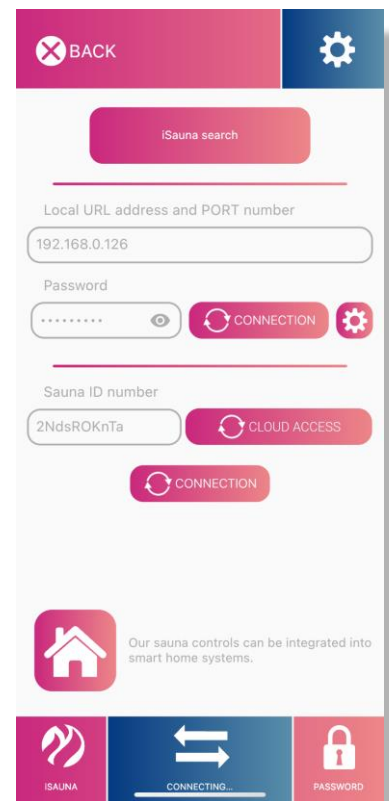 BACK
iSauna search
Local URL address and PORT number
192.168.0.126
Password
·········
CONNECTION
Sauna ID number
2NdsROKnTa
CLOUD ACCESS
CONNECTION
Our sauna controls can be integrated into
smart home systems.
ISAUNA
CONNECTING...
PASSWORD